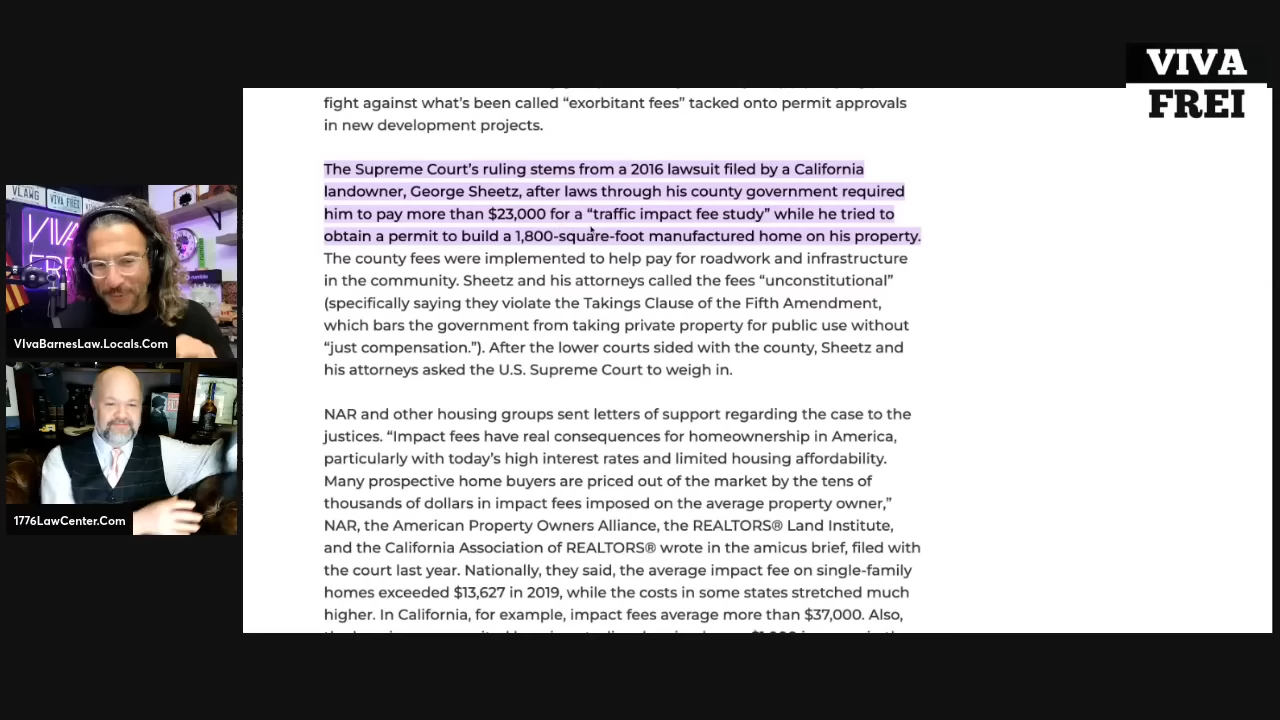 VIVA
FREI
VLAWG
VIVA FREI
VIVA
FRE
VIvaBarnesLaw.Locals.Com
1776LawCenter.Com
fight against what’s been called “exorbitant fees” tacked onto permit approvals
in new development projects.
The Supreme Court’s ruling stems from a 2016 lawsuit filed by a California
landowner, George Sheetz, after laws through his county government required
him to pay more than $23,000 for a “traffic impact fee study” while he tried to
obtain a permit to build a 1,800-square-foot manufactured home on his property.
The county fees were implemented to help pay for roadwork and infrastructure
in the community. Sheetz and his attorneys called the fees “unconstitutional”
(specifically saying they violate the Takings Clause of the Fifth Amendment,
which bars the government from taking private property for public use without
“just compensation.”). After the lower courts sided with the county, Sheetz and
his attorneys asked the U.S. Supreme Court to weigh in.
NAR and other housing groups sent letters of support regarding the case to the
justices. “Impact fees have real consequences for homeownership in America,
particularly with today’s high interest rates and limited housing affordability.
Many prospective home buyers are priced out of the market by the tens of
thousands of dollars in impact fees imposed on the average property owner,”
NAR, the American Property Owners Alliance, the REALTORS® Land Institute,
and the California Association of REALTORS® wrote in the amicus brief, filed with
the court last year. Nationally, they said, the average impact fee on single-family
homes exceeded $13,627 in 2019, while the costs in some states stretched much
higher. In California, for example, impact fees average more than $37,000. Also,